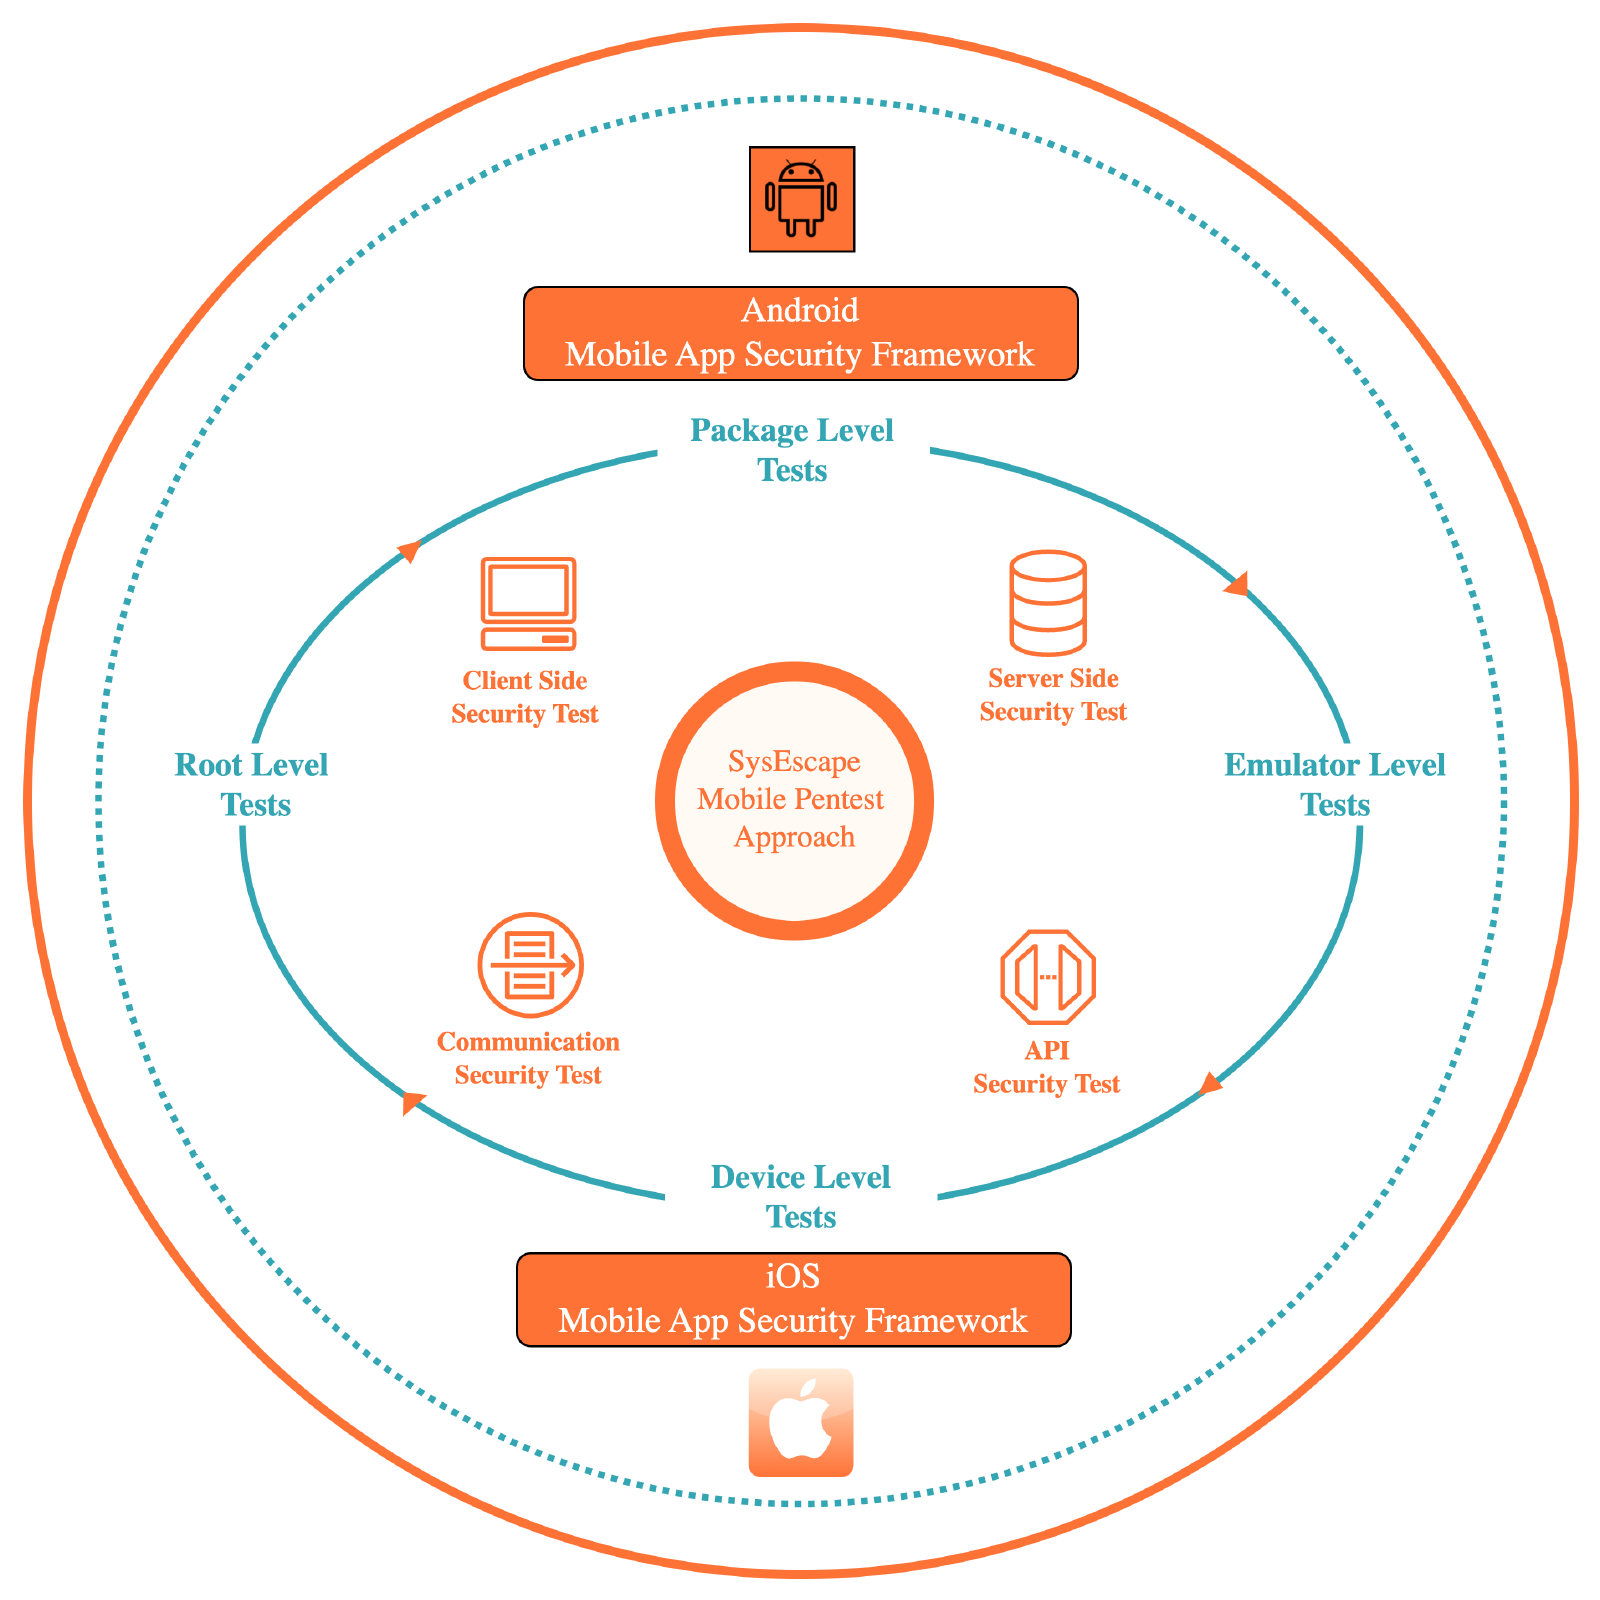 Android
Mobile App Security Framework
Package Level
Tests
Client Side
Security Test
Server Side
Security Test
Root Level
Tests
SysEscape
Mobile Pentest
Approach
Emulator Level
Tests
Communication
Security Test
API
Security Test
Device Level
Tests
iOS
Mobile App Security Framework